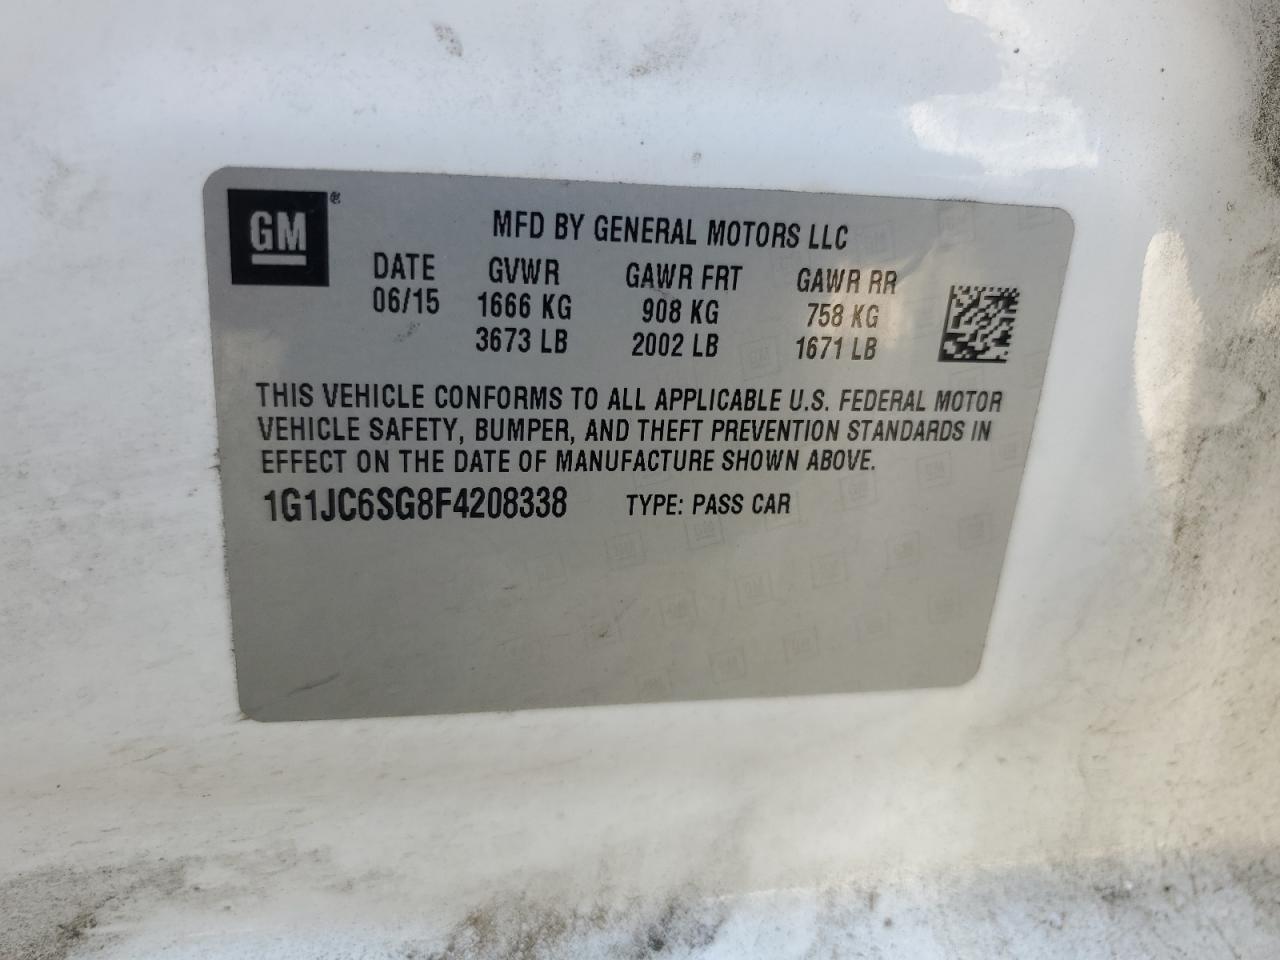 GM®
MFD BY GENERAL MOTORS LLC
DATE GVWR GAWR FRT GAWR RR
06/15 1666 KG 908 KG 758 KG
3673 LB 2002 LB 1671 LB
THIS VEHICLE CONFORMS TO ALL APPLICABLE U.S. FEDERAL MOTOR
VEHICLE SAFETY, BUMPER, AND THEFT PREVENTION STANDARDS IN
EFFECT ON THE DATE OF MANUFACTURE SHOWN ABOVE.
1G1JC6SG8F4208338 TYPE: PASS CAR